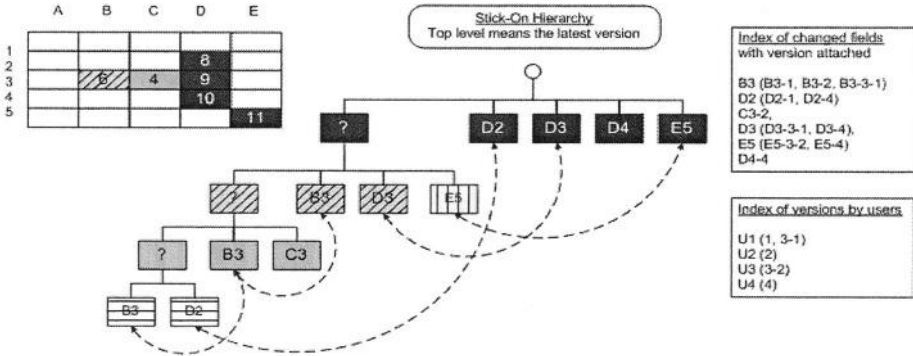 A B C D E
1
2
3
4
5
8
6 4 9
10
11
Stick-On Hierarchy
Top level means the latest version
? D2 D3 D4 E5
? B3 D3 E5
? B3 C3
B3 D2
Index of changed fields
with version attached
B3 (B3-1, B3-2, B3-3-1)
D2 (D2-1, D2-4)
C3-2,
D3 (D3-3-1, D3-4),
E5 (E5-3-2, E5-4)
D4-4
Index of versions by users
U1 (1, 3-1)
U2 (2)
U3 (3-2)
U4 (4)